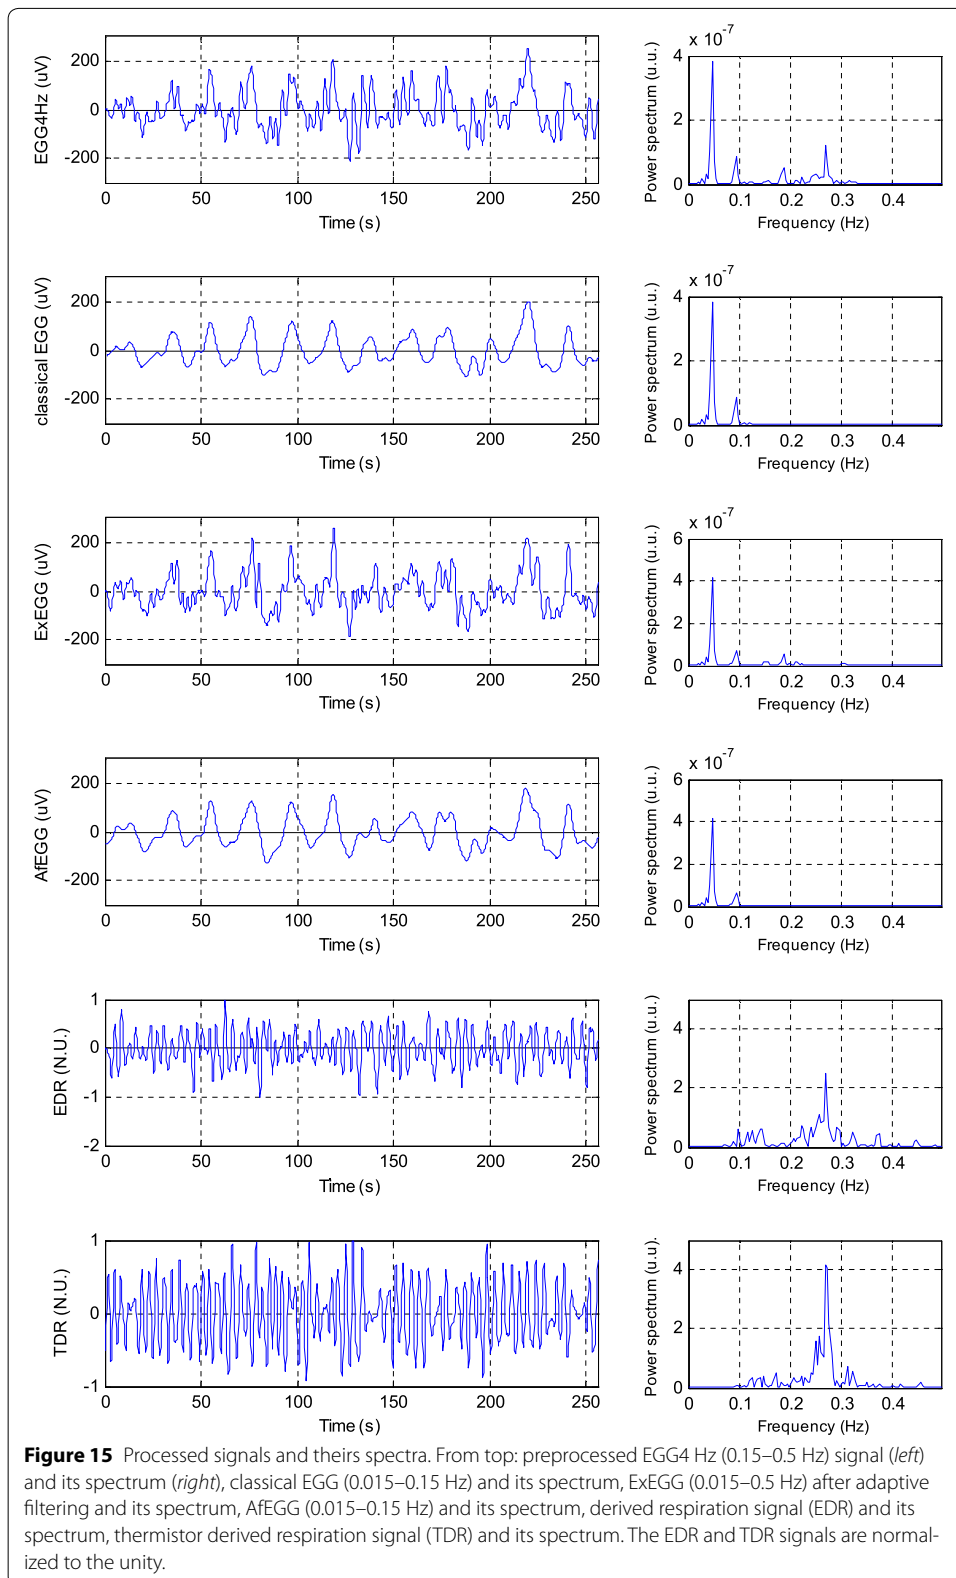 EGG4Hz (uV)
200
0
-200
0 50 100 150 200 250
Time (s)
x 10^-7
Power spectrum (u.u.)
4
2
0
0 0.1 0.2 0.3 0.4
Frequency (Hz)
classical EGG (uV)
200
0
-200
0 50 100 150 200 250
Time (s)
x 10^-7
Power spectrum (u.u.)
4
2
0
0 0.1 0.2 0.3 0.4
Frequency (Hz)
ExEGG (uV)
200
0
-200
0 50 100 150 200 250
Time (s)
x 10^-7
Power spectrum (u.u.)
6
4
2
0
0 0.1 0.2 0.3 0.4
Frequency (Hz)
AfEGG (uV)
200
0
-200
0 50 100 150 200 250
Time (s)
x 10^-7
Power spectrum (u.u.)
6
4
2
0
0 0.1 0.2 0.3 0.4
Frequency (Hz)
EDR (N.U.)
1
0
-1
-2
0 50 100 150 200 250
Time (s)
Power spectrum (u.u.)
4
2
0
0 0.1 0.2 0.3 0.4
Frequency (Hz)
TDR (N.U.)
1
0
-1
0 50 100 150 200 250
Time (s)
Power spectrum (u.u).
4
2
0
0 0.1 0.2 0.3 0.4
Frequency (Hz)
Figure 15 Processed signals and theirs spectra. From top: preprocessed EGG4 Hz (0.15–0.5 Hz) signal (left)
and its spectrum (right), classical EGG (0.015–0.15 Hz) and its spectrum, ExEGG (0.015–0.5 Hz) after adaptive
filtering and its spectrum, AfEGG (0.015–0.15 Hz) and its spectrum, derived respiration signal (EDR) and its
spectrum, thermistor derived respiration signal (TDR) and its spectrum. The EDR and TDR signals are normal-
ized to the unity.